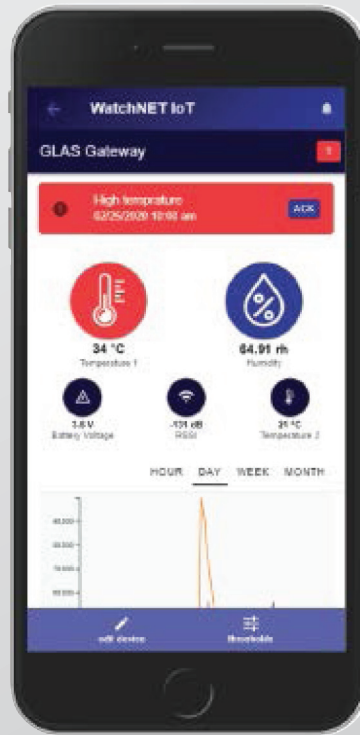 WatchNET IoT
GLAS Gateway
High temprature
02/25/2020 10:00 am
ACK
34 °C
Temperature 1
64.91 rh
Humidity
3.6 V
Battery Voltage
-131 dB
RSSI
21 °C
Temperature 2
HOUR DAY WEEK MONTH
edit device
thresholds